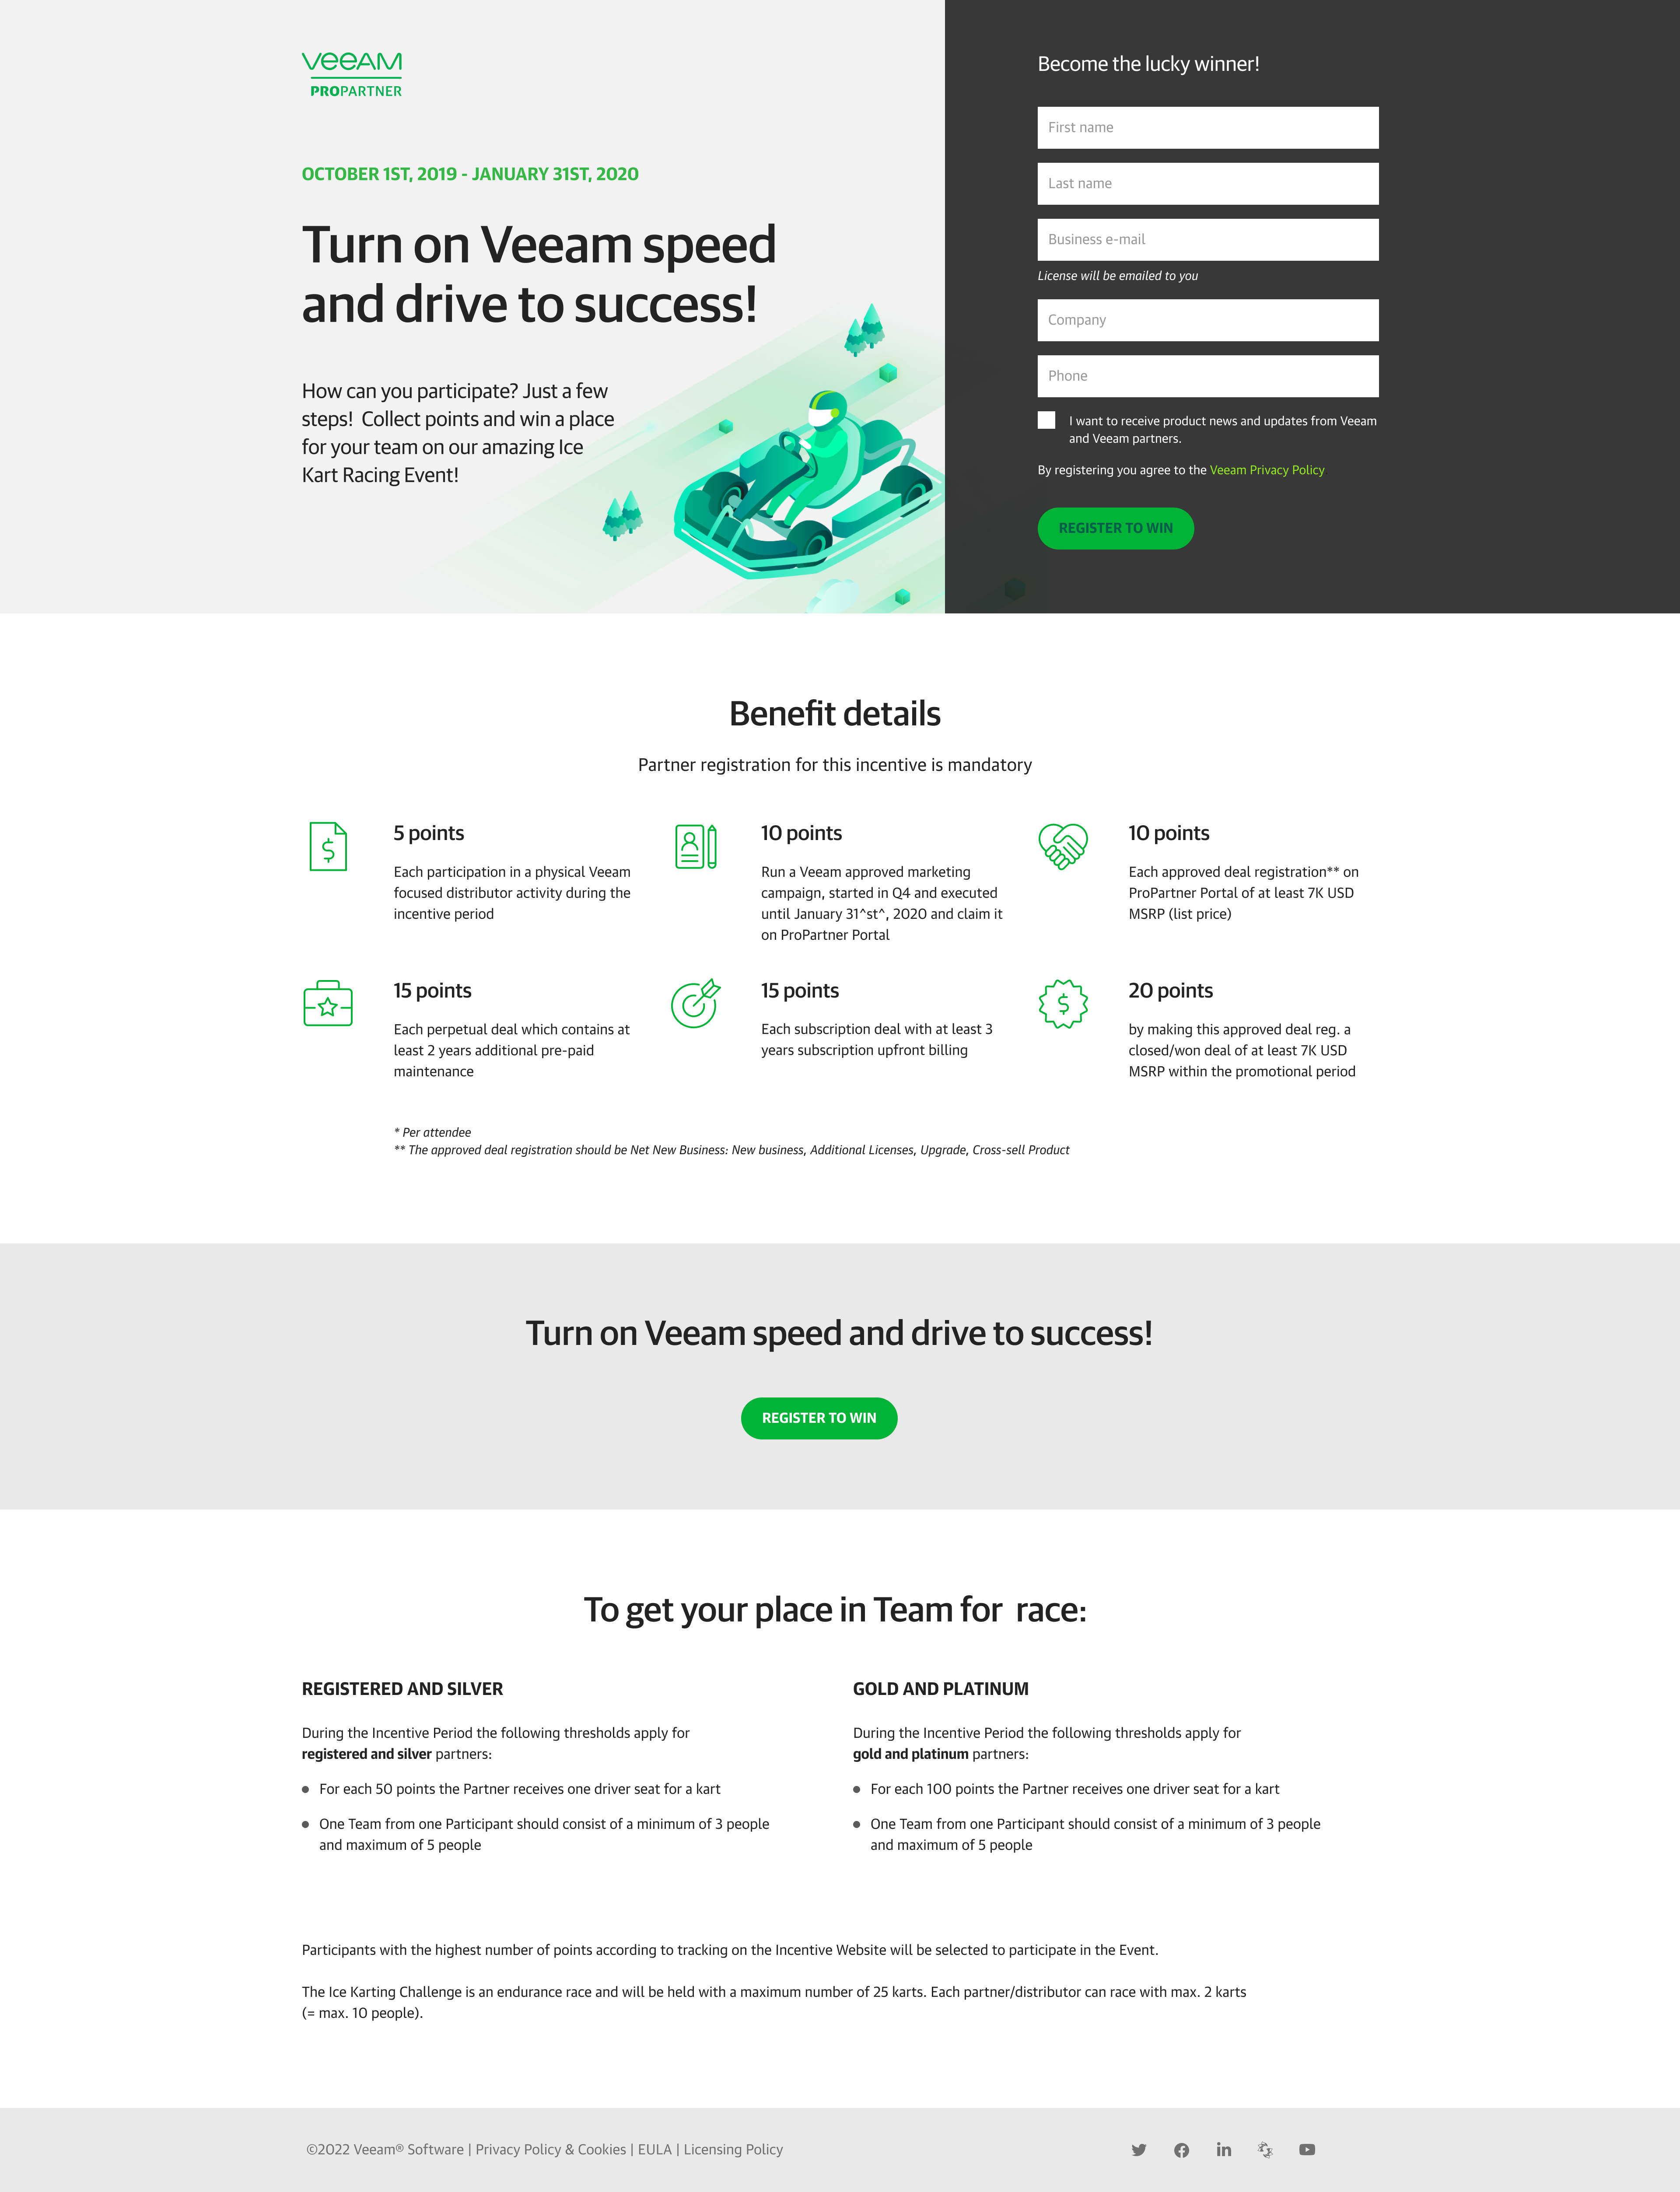 VEEAM
PROPARTNER
OCTOBER 1ST, 2019 - JANUARY 31ST, 2020
Turn on Veeam speed
and drive to success!
How can you participate? Just a few
steps!  Collect points and win a place
for your team on our amazing Ice
Kart Racing Event!
Become the lucky winner!
First name
Last name
Business e-mail
License will be emailed to you
Company
Phone
I want to receive product news and updates from Veeam
and Veeam partners.
By registering you agree to the Veeam Privacy Policy
REGISTER TO WIN
Benefit details
Partner registration for this incentive is mandatory
5 points
Each participation in a physical Veeam
focused distributor activity during the
incentive period
10 points
Run a Veeam approved marketing
campaign, started in Q4 and executed
until January 31^st^, 2020 and claim it
on ProPartner Portal
10 points
Each approved deal registration** on
ProPartner Portal of at least 7K USD
MSRP (list price)
15 points
Each perpetual deal which contains at
least 2 years additional pre-paid
maintenance
15 points
Each subscription deal with at least 3
years subscription upfront billing
20 points
by making this approved deal reg. a
closed/won deal of at least 7K USD
MSRP within the promotional period
* Per attendee
** The approved deal registration should be Net New Business: New business, Additional Licenses, Upgrade, Cross-sell Product
Turn on Veeam speed and drive to success!
REGISTER TO WIN
To get your place in Team for  race:
REGISTERED AND SILVER
During the Incentive Period the following thresholds apply for
registered and silver partners:
● For each 50 points the Partner receives one driver seat for a kart
● One Team from one Participant should consist of a minimum of 3 people
and maximum of 5 people
GOLD AND PLATINUM
During the Incentive Period the following thresholds apply for
gold and platinum partners:
● For each 100 points the Partner receives one driver seat for a kart
● One Team from one Participant should consist of a minimum of 3 people
and maximum of 5 people
Participants with the highest number of points according to tracking on the Incentive Website will be selected to participate in the Event.
The Ice Karting Challenge is an endurance race and will be held with a maximum number of 25 karts. Each partner/distributor can race with max. 2 karts
(= max. 10 people).
©2022 Veeam® Software | Privacy Policy & Cookies | EULA | Licensing Policy